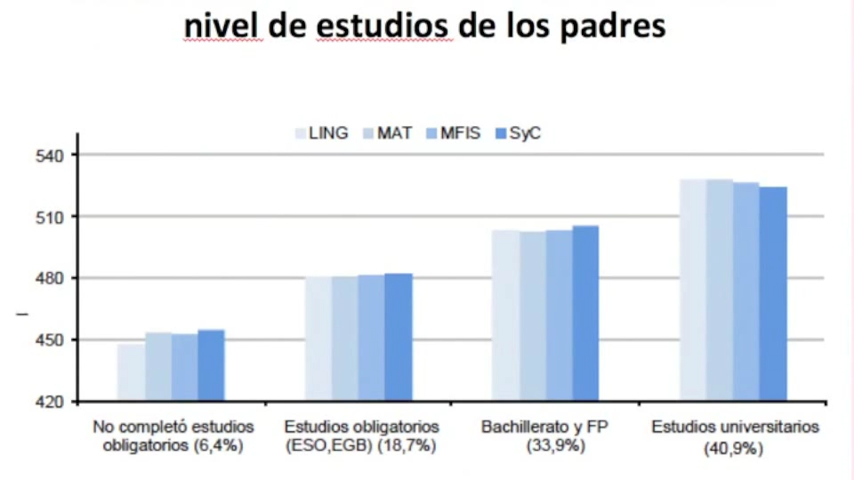 nivel de estudios de los padres
LING MAT MFIS SyC
540
510
480
450
420
No completó estudios
obligatorios (6,4%)
Estudios obligatorios
(ESO,EGB) (18,7%)
Bachillerato y FP
(33,9%)
Estudios universitarios
(40,9%)